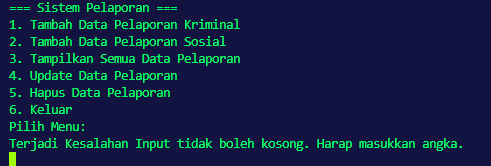 === Sistem Pelaporan ===
1. Tambah Data Pelaporan Kriminal
2. Tambah Data Pelaporan Sosial
3. Tampilkan Semua Data Pelaporan
4. Update Data Pelaporan
5. Hapus Data Pelaporan
6. Keluar
Pilih Menu:
Terjadi Kesalahan Input tidak boleh kosong. Harap masukkan angka.